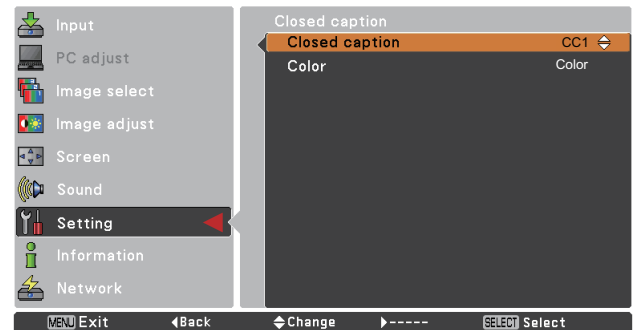 Input
PC adjust
Image select
Image adjust
Screen
Sound
Setting
Information
Network
Closed caption
Closed caption CC1
Color Color
MENU Exit Back Change ----- SELECT Select